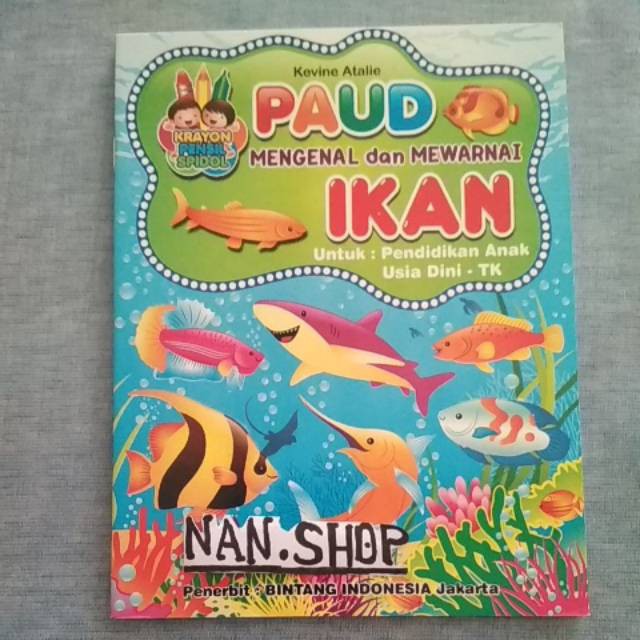 Kevine Atalie
PAUD
KRAYON
PENSIL
SPIDOL
MENGENAL dan MEWARNAI
IKAN
Untuk : Pendidikan Anak
Usia Dini - TK
NAN.SHOP
Penerbit : BINTANG INDONESIA Jakarta